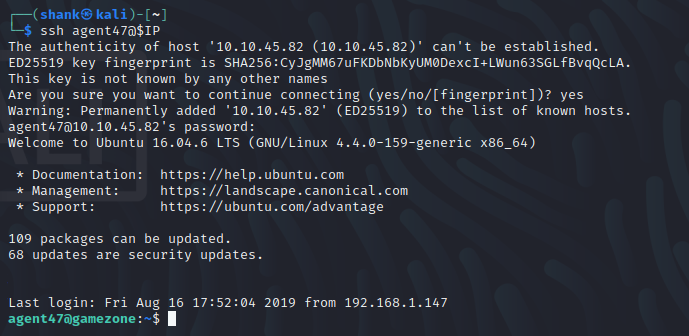 ┌──(shank㉿kali)-[~]
└─$ ssh agent47@$IP
The authenticity of host '10.10.45.82 (10.10.45.82)' can't be established.
ED25519 key fingerprint is SHA256:CyJgMM67uFKDbNbKyUM0DexcI+LWun63SGLfBvqQcLA.
This key is not known by any other names
Are you sure you want to continue connecting (yes/no/[fingerprint])? yes
Warning: Permanently added '10.10.45.82' (ED25519) to the list of known hosts.
agent47@10.10.45.82's password:
Welcome to Ubuntu 16.04.6 LTS (GNU/Linux 4.4.0-159-generic x86_64)
* Documentation:  https://help.ubuntu.com
* Management:     https://landscape.canonical.com
* Support:        https://ubuntu.com/advantage
109 packages can be updated.
68 updates are security updates.
Last login: Fri Aug 16 17:52:04 2019 from 192.168.1.147
agent47@gamezone:~$